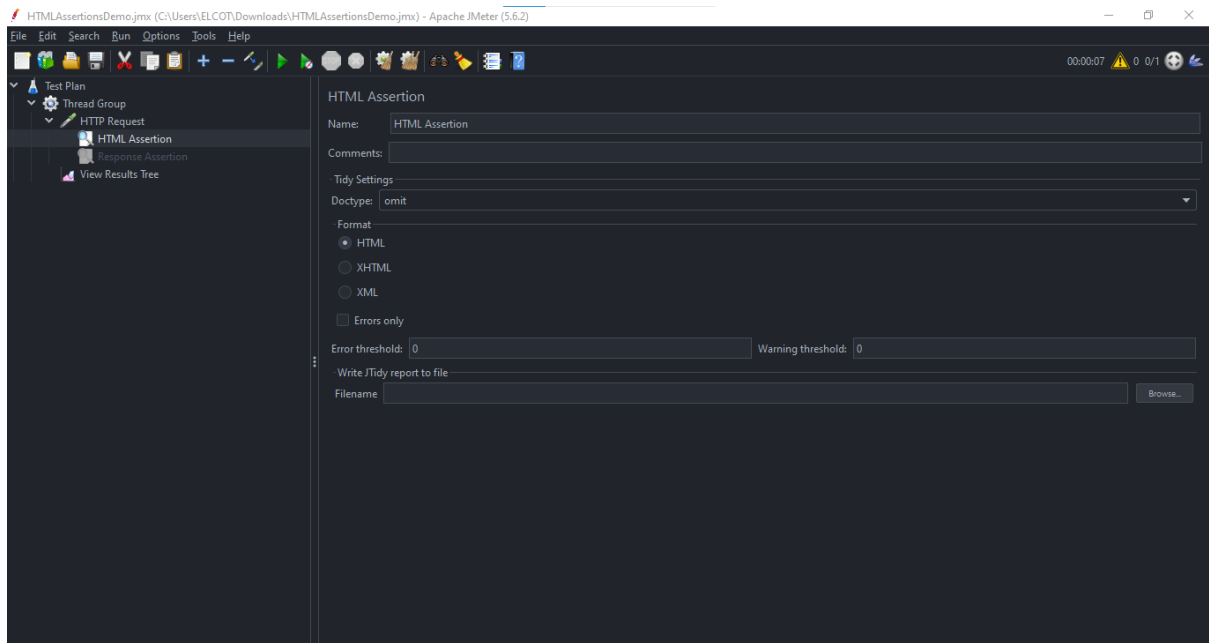 HTMLAssertionsDemo.jmx (C:\Users\ELCOT\Downloads\HTMLAssertionsDemo.jmx) - Apache JMeter (5.6.2)
File Edit Search Run Options Tools Help
00:00:07 0 0/1
Test Plan
Thread Group
HTTP Request
HTML Assertion
Response Assertion
View Results Tree
HTML Assertion
Name: HTML Assertion
Comments:
Tidy Settings
Doctype: omit
Format
HTML
XHTML
XML
Errors only
Error threshold: 0 Warning threshold: 0
Write JTidy report to file
Filename Browse...